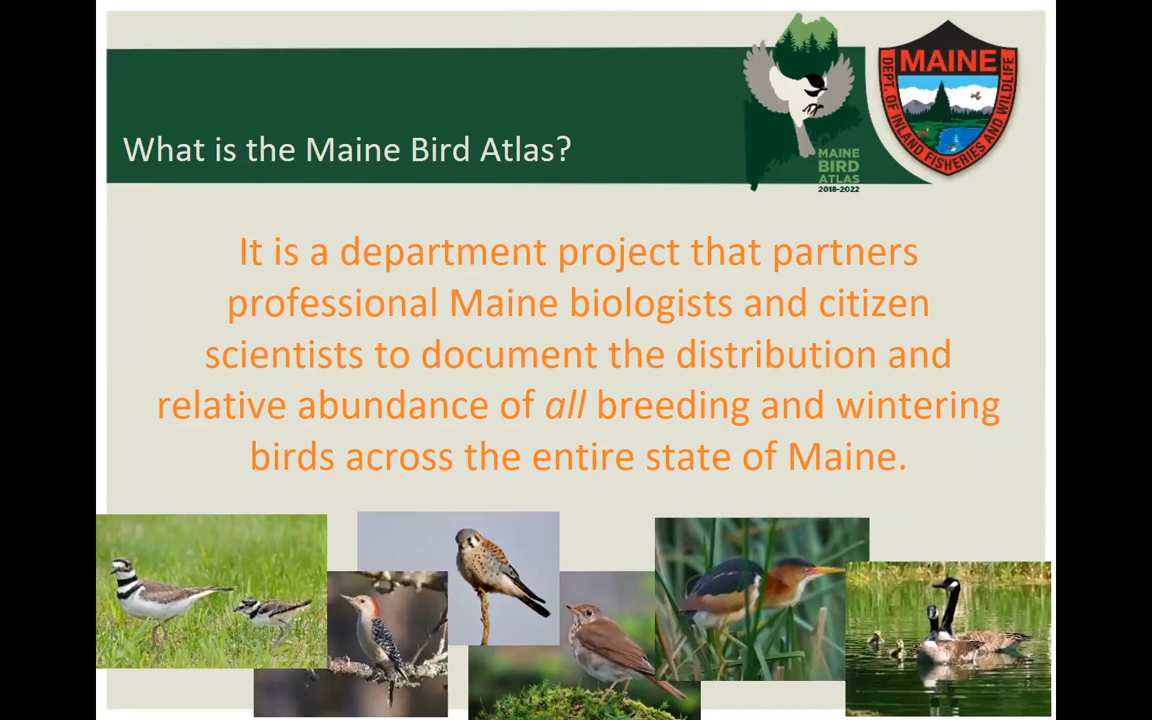 What is the Maine Bird Atlas?
MAINE
BIRD
ATLAS
2018-2022
MAINE
DEPT. OF INLAND FISHERIES AND WILDLIFE
It is a department project that partners
professional Maine biologists and citizen
scientists to document the distribution and
relative abundance of all breeding and wintering
birds across the entire state of Maine.